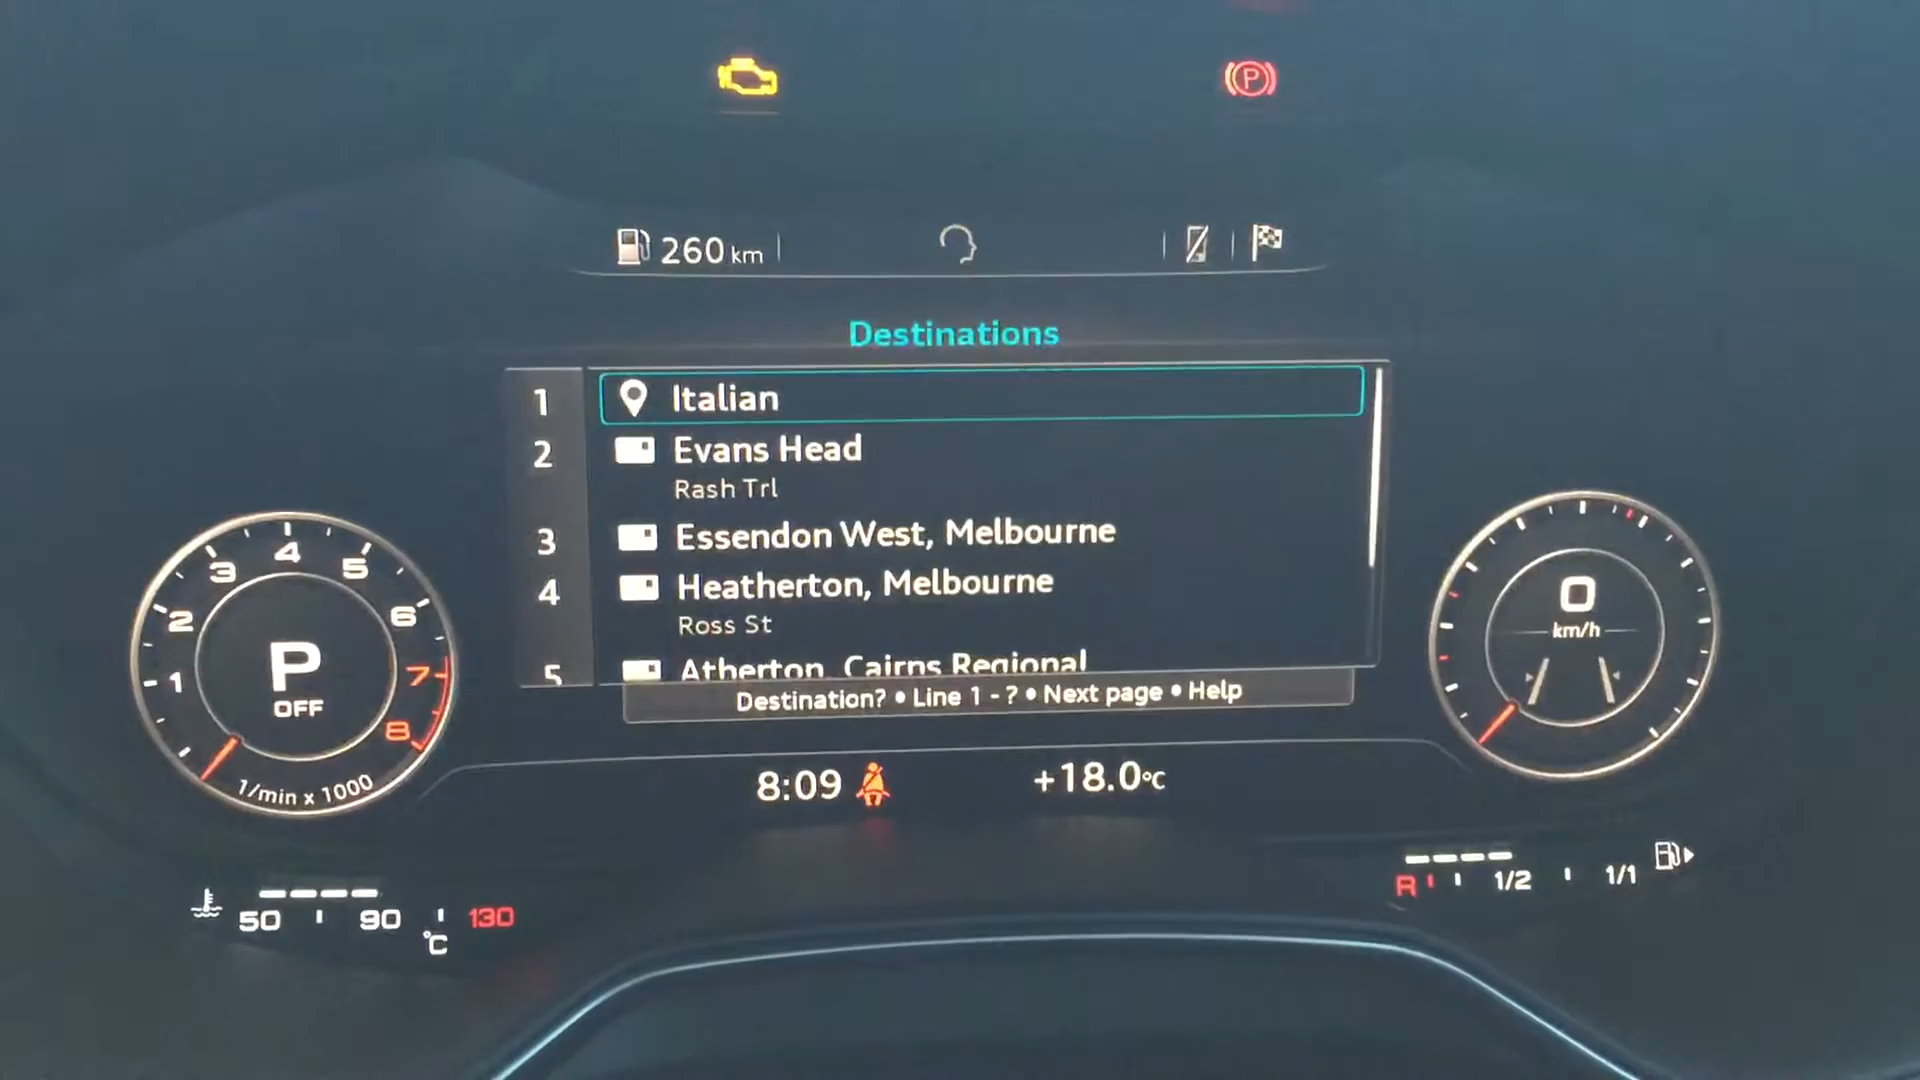 260 km
Destinations
1 Italian
2 Evans Head
Rash Trl
3 Essendon West, Melbourne
4 Heatherton, Melbourne
Ross St
5 Atherton, Cairns Regional
Destination? • Line 1 - ? • Next page • Help
1 2 3 4 5 6 7 8
P
OFF
1/min x 1000
0
km/h
8:09 +18.0°C
50 90 130
°C
R 1/2 1/1
P